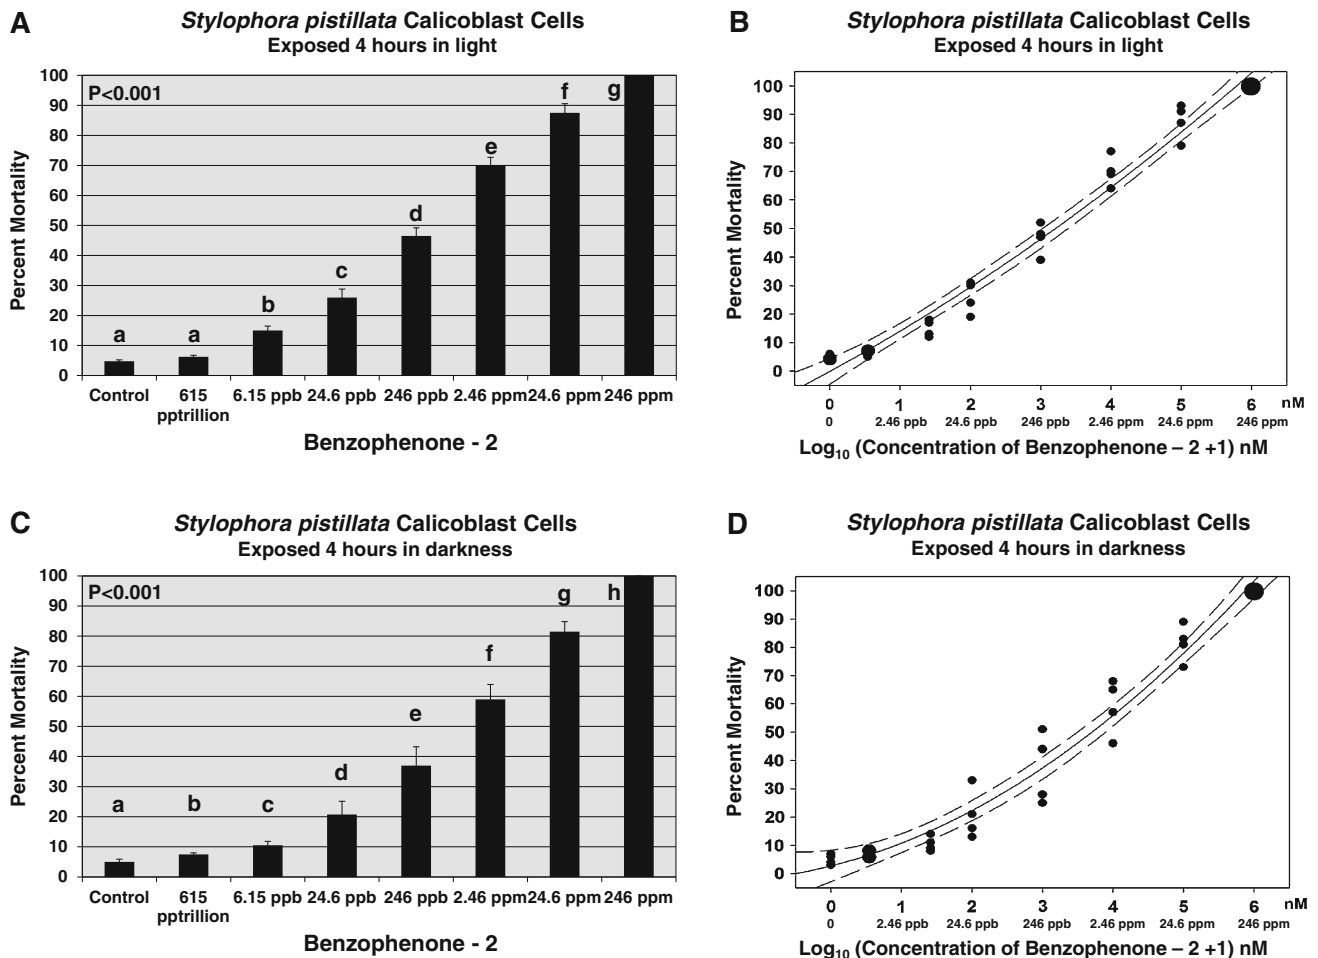 A
Stylophora pistillata Calicoblast Cells
Exposed 4 hours in light
P<0.001
Percent Mortality
100
90
80
70
60
50
40
30
20
10
0
a
a
b
c
d
e
f
g
Control
615 pptrillion
6.15 ppb
24.6 ppb
246 ppb
2.46 ppm
24.6 ppm
246 ppm
Benzophenone - 2
B
Stylophora pistillata Calicoblast Cells
Exposed 4 hours in light
Percent Mortality
100
90
80
70
60
50
40
30
20
10
0
0 1 2 3 4 5 6 nM
0 2.46 ppb 24.6 ppb 246 ppb 2.46 ppm 24.6 ppm 246 ppm
Log10 (Concentration of Benzophenone – 2 +1) nM
C
Stylophora pistillata Calicoblast Cells
Exposed 4 hours in darkness
P<0.001
Percent Mortality
100
90
80
70
60
50
40
30
20
10
0
a
b
c
d
e
f
g
h
Control
615 pptrillion
6.15 ppb
24.6 ppb
246 ppb
2.46 ppm
24.6 ppm
246 ppm
Benzophenone - 2
D
Stylophora pistillata Calicoblast Cells
Exposed 4 hours in darkness
Percent Mortality
100
90
80
70
60
50
40
30
20
10
0
0 1 2 3 4 5 6 nM
0 2.46 ppb 24.6 ppb 246 ppb 2.46 ppm 24.6 ppm 246 ppm
Log10 (Concentration of Benzophenone – 2 +1) nM